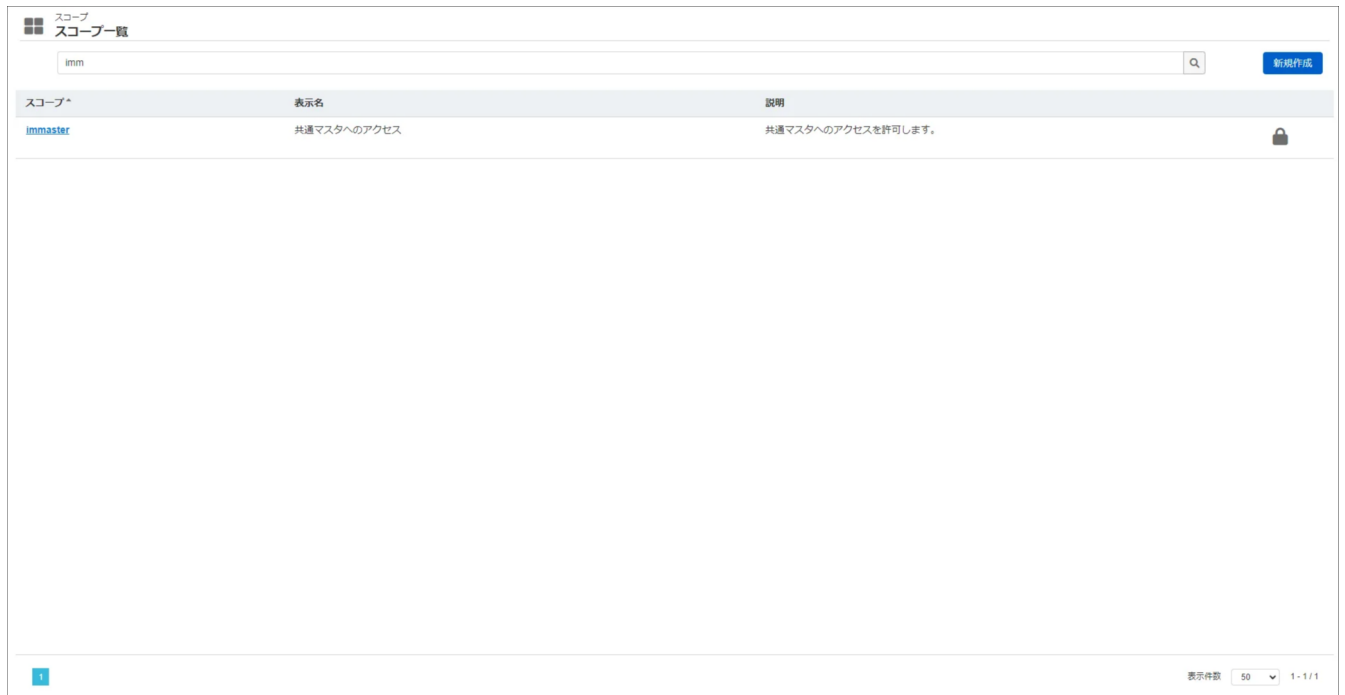 スコープ
スコープ一覧
imm
新規作成
スコープ 表示名 説明
immaster 共通マスタへのアクセス 共通マスタへのアクセスを許可します。
1 表示件数 50 1 - 1 / 1